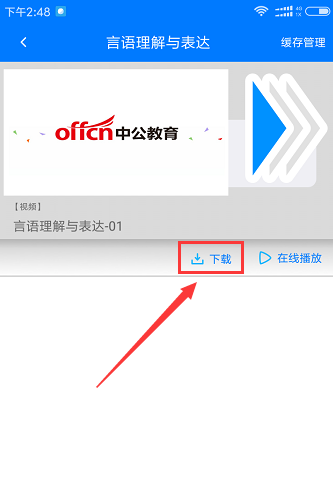 下午2:48
4G
1X
言语理解与表达
缓存管理
offcn中公教育
【视频】
言语理解与表达-01
下载
在线播放